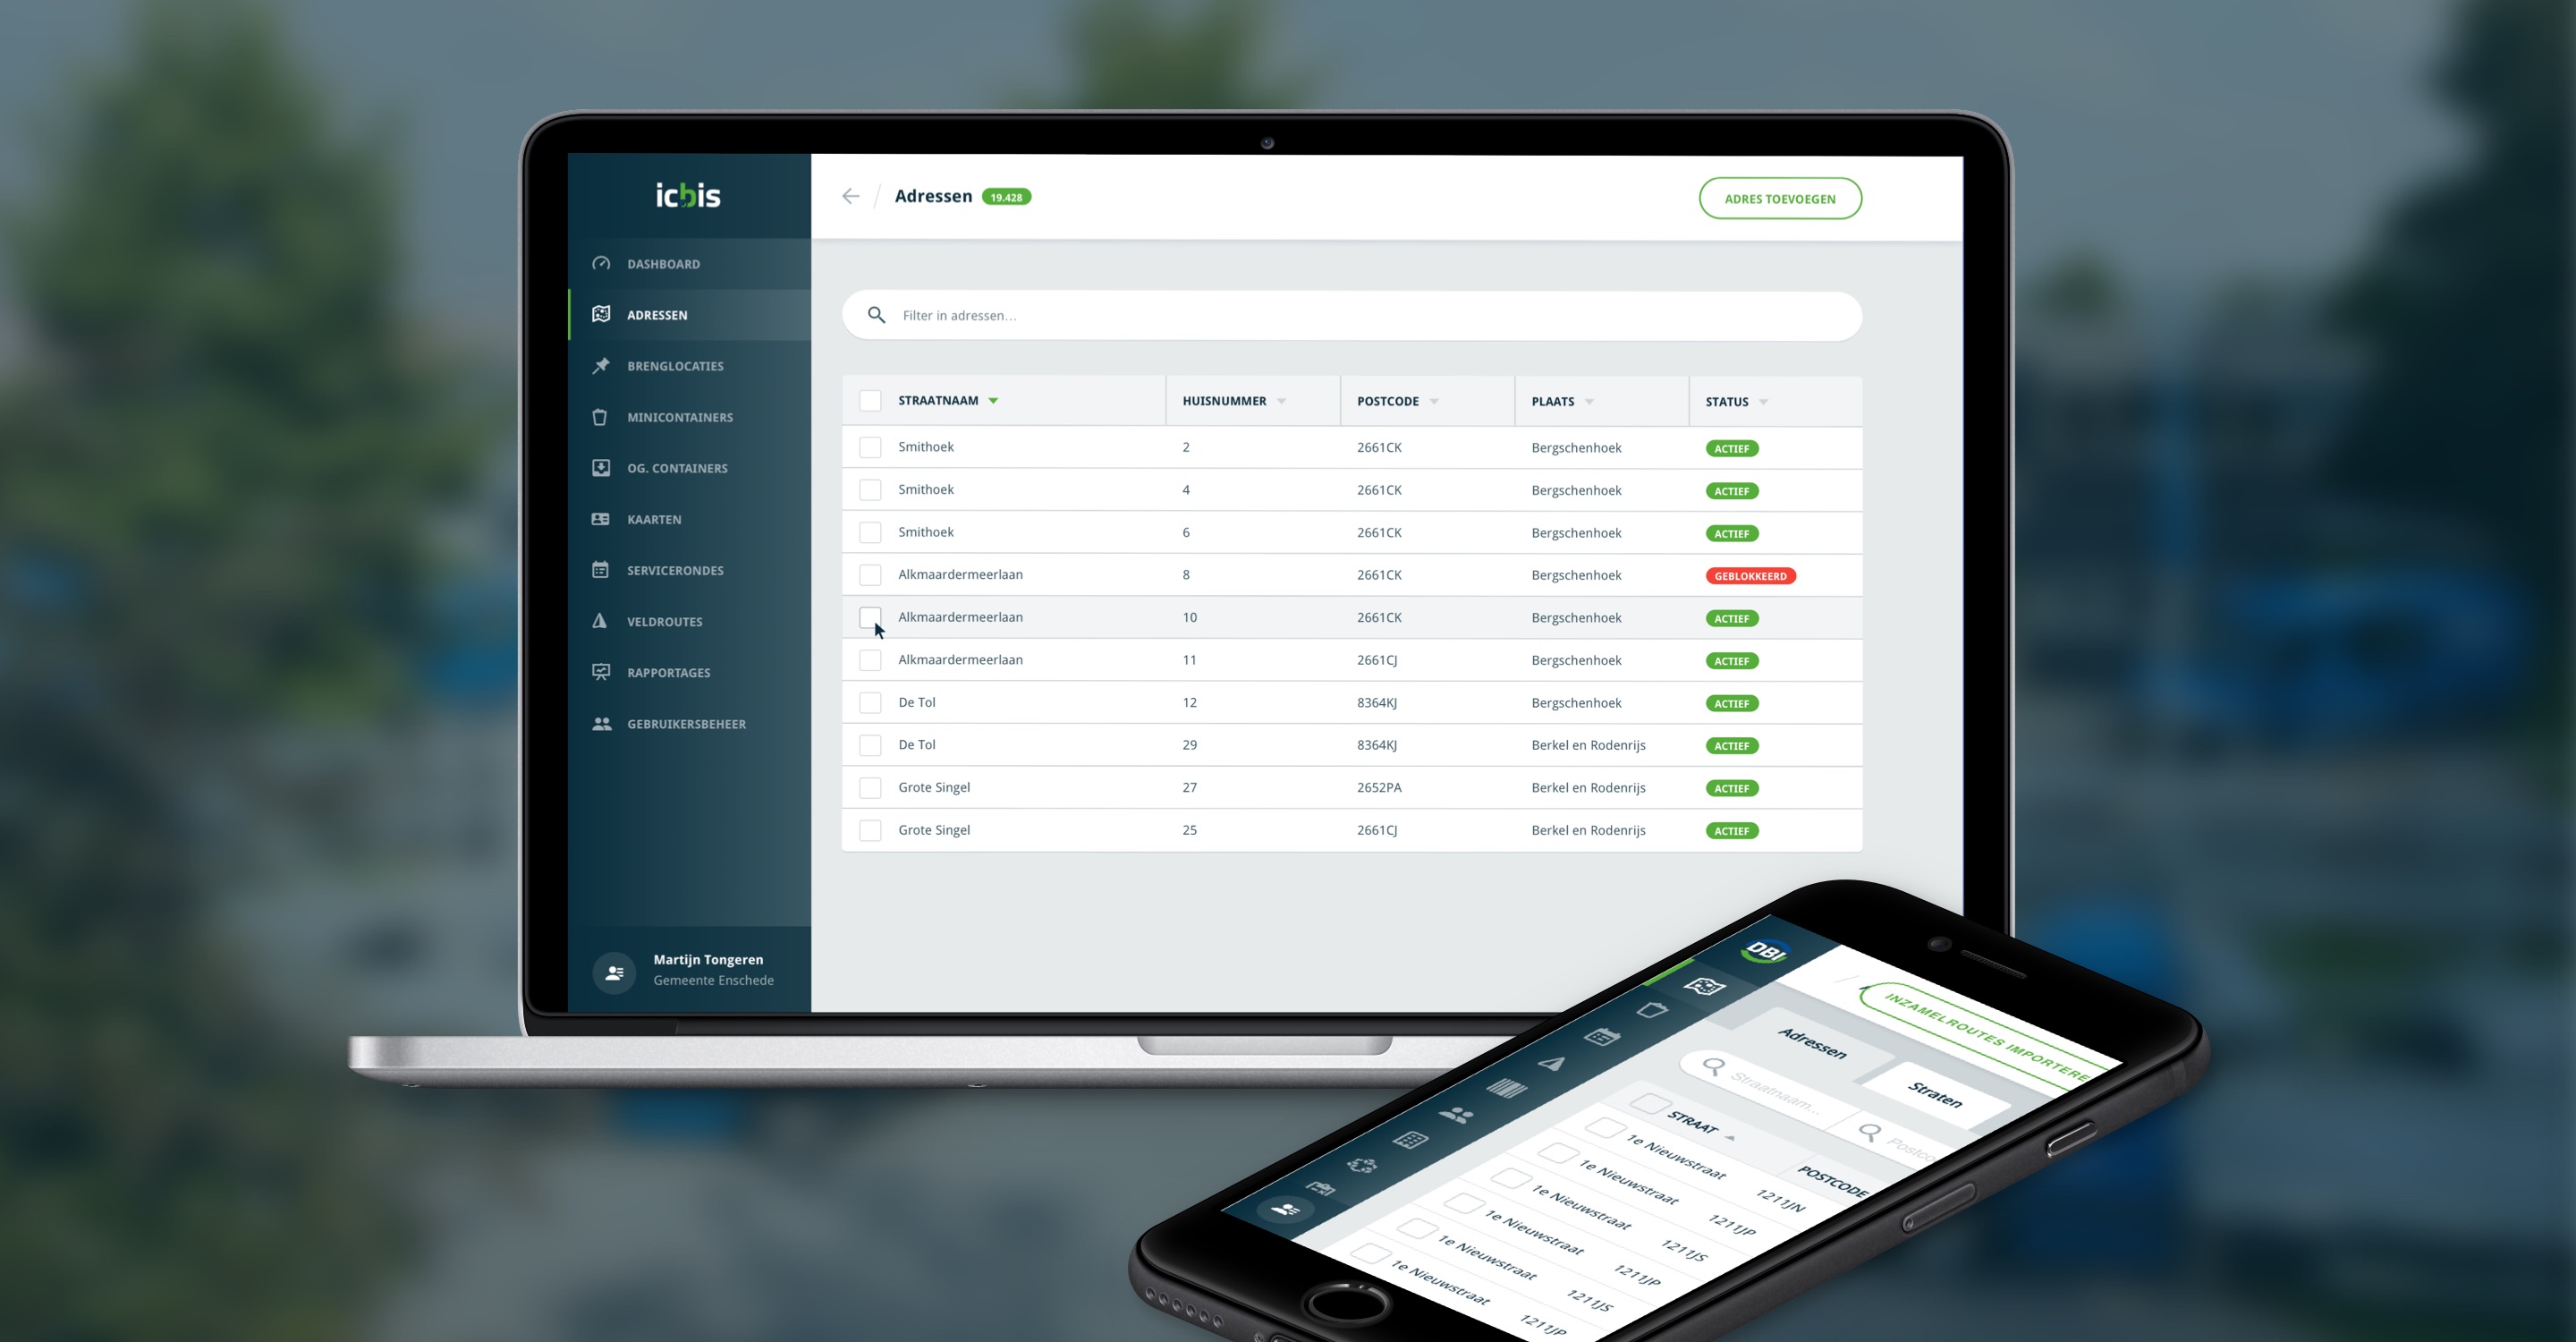 icbis
DASHBOARD
ADRESSEN
BRENGLOCATIES
MINICONTAINERS
OG. CONTAINERS
KAARTEN
SERVICERONDES
VELDROUTES
RAPPORTAGES
GEBRUIKERSBEHEER
Martijn Tongeren
Gemeente Enschede
Adressen 19.428
ADRES TOEVOEGEN
Filter in adressen...
STRAATNAAM HUISNUMMER POSTCODE PLAATS STATUS
Smithoek 2 2661CK Bergschenhoek ACTIEF
Smithoek 4 2661CK Bergschenhoek ACTIEF
Smithoek 6 2661CK Bergschenhoek ACTIEF
Alkmaardermeerlaan 8 2661CK Bergschenhoek GEBLOKKEERD
Alkmaardermeerlaan 10 2661CK Bergschenhoek ACTIEF
Alkmaardermeerlaan 11 2661CJ Bergschenhoek ACTIEF
De Tol 12 8364KJ Bergschenhoek ACTIEF
De Tol 29 8364KJ Berkel en Rodenrijs ACTIEF
Grote Singel 27 2652PA Berkel en Rodenrijs ACTIEF
Grote Singel 25 2661CJ Berkel en Rodenrijs ACTIEF
DBI
INZAMELROUTES IMPORTERE
Adressen Straten
Straatnaam... Postco
STRAAT POSTCODE
1e Nieuwstraat 1211JN
1e Nieuwstraat 1211JP
1e Nieuwstraat 1211JS
1e Nieuwstraat 1211JP
1e Nieuwstraat 1211JS
1e Nieuwstraat 1211JP